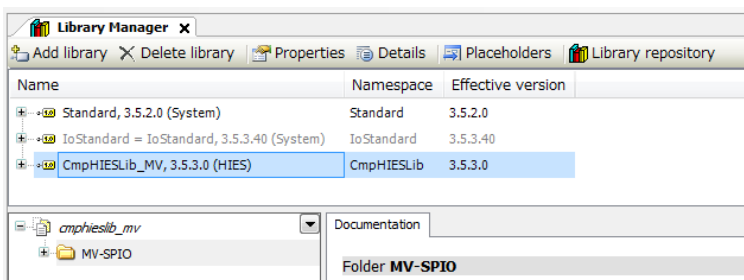 Library Manager x
Add library Delete library Properties Details Placeholders Library repository
Name Namespace Effective version
Standard, 3.5.2.0 (System) Standard 3.5.2.0
IoStandard = IoStandard, 3.5.3.40 (System) IoStandard 3.5.3.40
CmpHIESLib_MV, 3.5.3.0 (HIES) CmpHIESLib 3.5.3.0
cmphieslib_mv Documentation
MV-SPIO
Folder MV-SPIO